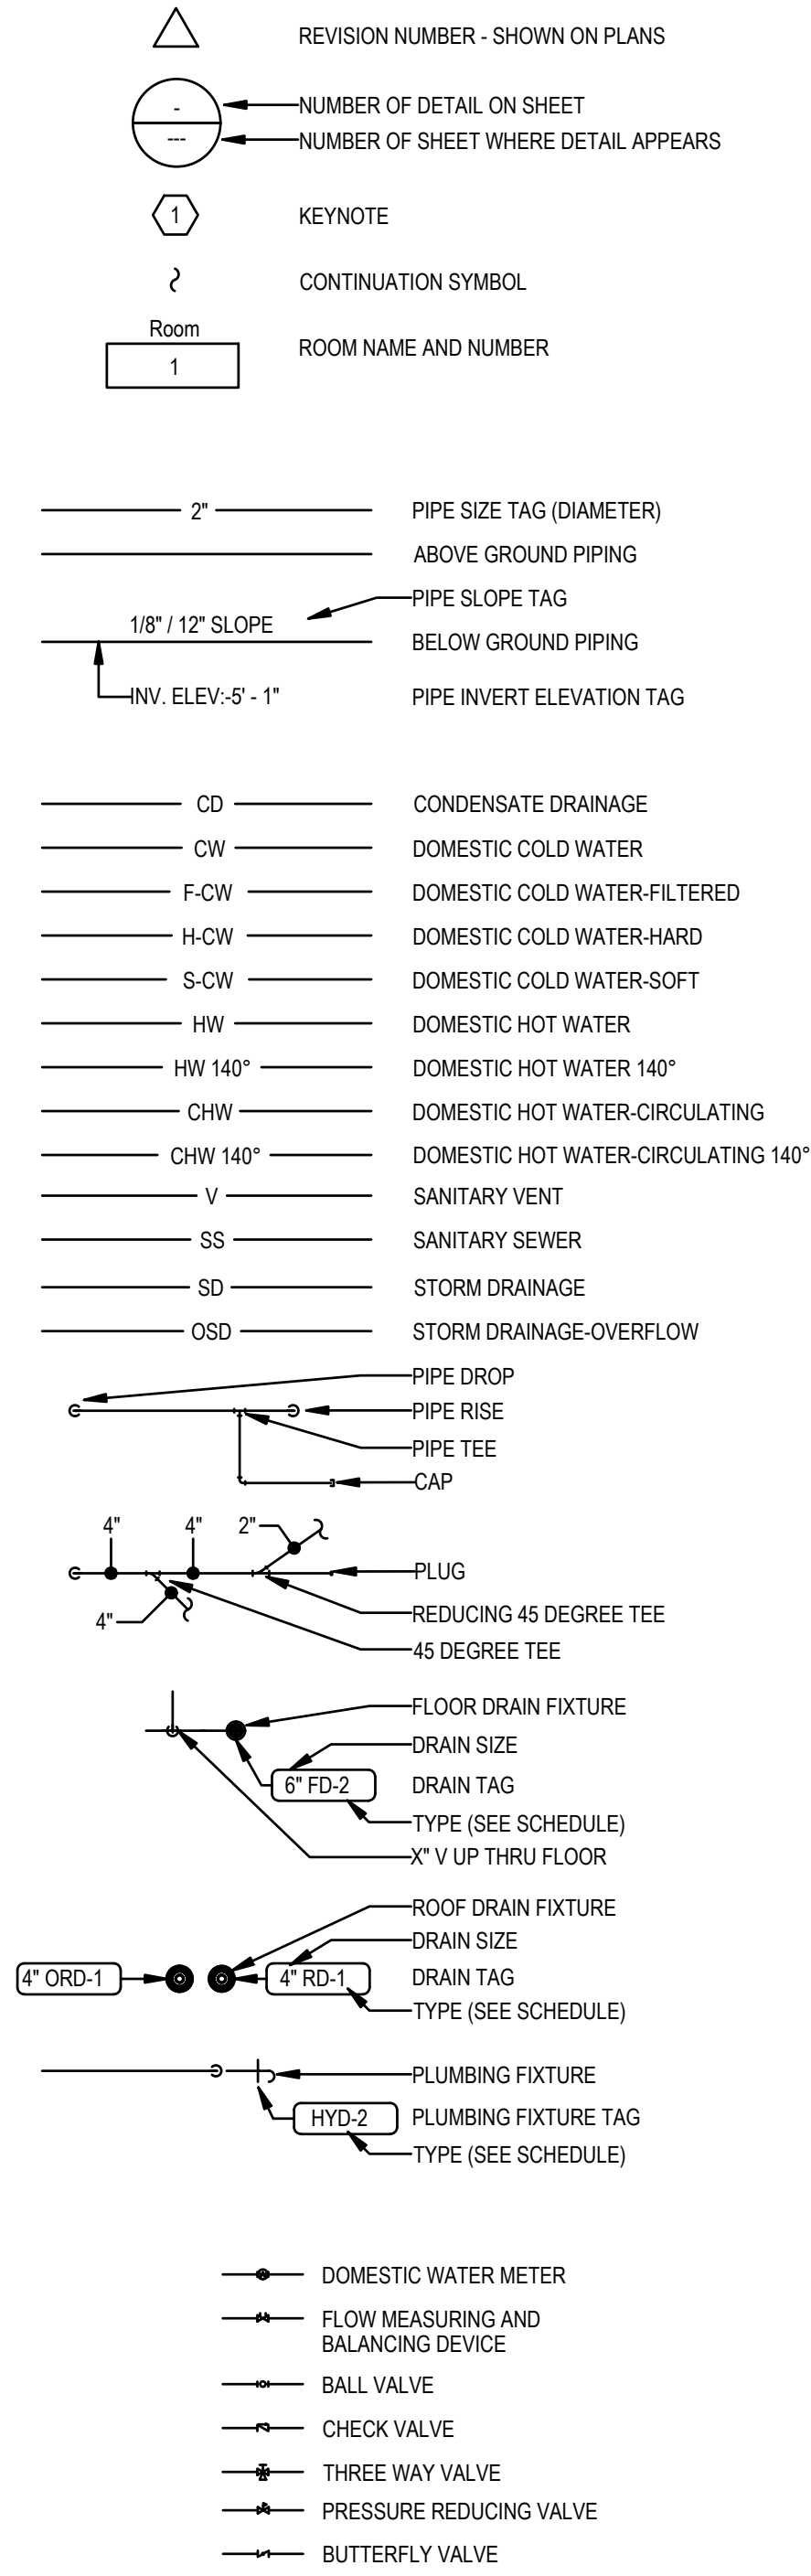 REVISION NUMBER - SHOWN ON PLANS
-
NUMBER OF DETAIL ON SHEET
---
NUMBER OF SHEET WHERE DETAIL APPEARS
1
KEYNOTE
CONTINUATION SYMBOL
Room
1
ROOM NAME AND NUMBER
2" PIPE SIZE TAG (DIAMETER)
ABOVE GROUND PIPING
PIPE SLOPE TAG
1/8" / 12" SLOPE
BELOW GROUND PIPING
INV. ELEV:-5' - 1" PIPE INVERT ELEVATION TAG
CD CONDENSATE DRAINAGE
CW DOMESTIC COLD WATER
F-CW DOMESTIC COLD WATER-FILTERED
H-CW DOMESTIC COLD WATER-HARD
S-CW DOMESTIC COLD WATER-SOFT
HW DOMESTIC HOT WATER
HW 140° DOMESTIC HOT WATER 140°
CHW DOMESTIC HOT WATER-CIRCULATING
CHW 140° DOMESTIC HOT WATER-CIRCULATING 140°
V SANITARY VENT
SS SANITARY SEWER
SD STORM DRAINAGE
OSD STORM DRAINAGE-OVERFLOW
PIPE DROP
PIPE RISE
PIPE TEE
CAP
4" 4" 2"
PLUG
4" REDUCING 45 DEGREE TEE
45 DEGREE TEE
FLOOR DRAIN FIXTURE
DRAIN SIZE
6" FD-2 DRAIN TAG
TYPE (SEE SCHEDULE)
X" V UP THRU FLOOR
ROOF DRAIN FIXTURE
DRAIN SIZE
4" ORD-1 4" RD-1 DRAIN TAG
TYPE (SEE SCHEDULE)
PLUMBING FIXTURE
HYD-2 PLUMBING FIXTURE TAG
TYPE (SEE SCHEDULE)
DOMESTIC WATER METER
FLOW MEASURING AND
BALANCING DEVICE
BALL VALVE
CHECK VALVE
THREE WAY VALVE
PRESSURE REDUCING VALVE
BUTTERFLY VALVE